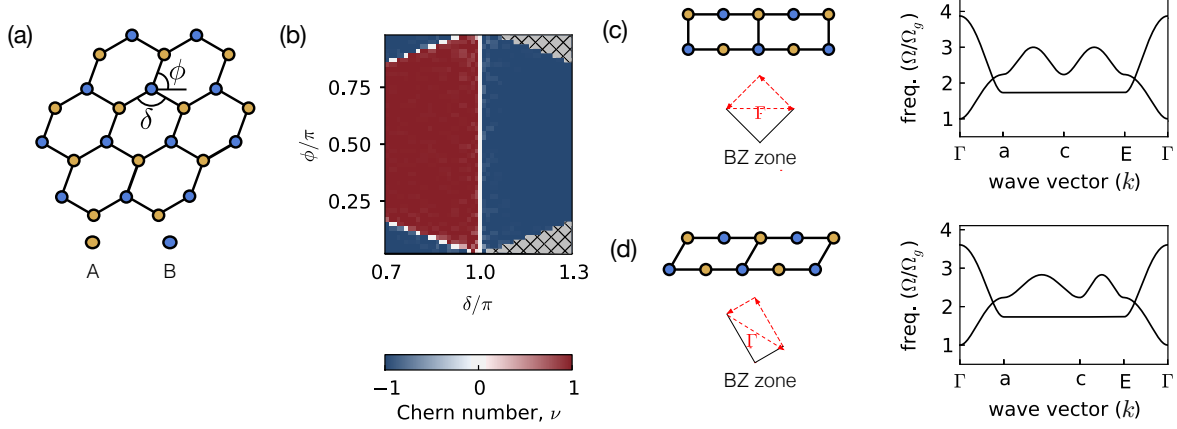 (a)
ϕ
δ
A
B
(b)
ϕ/π
0.75
0.50
0.25
0.7
1.0
1.3
δ/π
−1
0
1
Chern number, ν
(c)
Γ
BZ zone
freq. (Ω/Ω_g)
4
3
2
1
Γ
a
c
E
Γ
wave vector (k)
(d)
Γ
BZ zone
freq. (Ω/Ω_g)
4
3
2
1
Γ
a
c
E
Γ
wave vector (k)